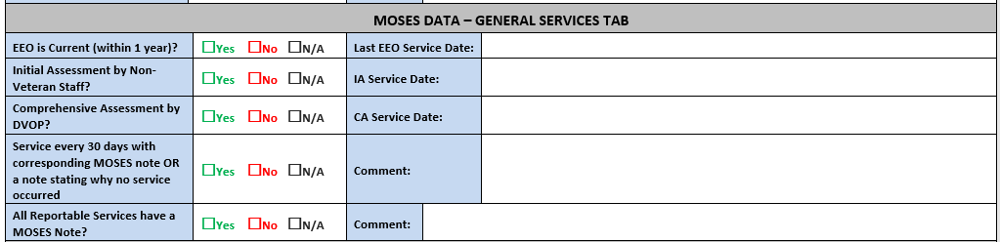 MOSES DATA – GENERAL SERVICES TAB
EEO is Current (within 1 year)? ☐Yes ☐No ☐N/A Last EEO Service Date:
Initial Assessment by Non-
Veteran Staff? ☐Yes ☐No ☐N/A IA Service Date:
Comprehensive Assessment by
DVOP? ☐Yes ☐No ☐N/A CA Service Date:
Service every 30 days with
corresponding MOSES note OR
a note stating why no service
occurred ☐Yes ☐No ☐N/A Comment:
All Reportable Services have a
MOSES Note? ☐Yes ☐No ☐N/A Comment: